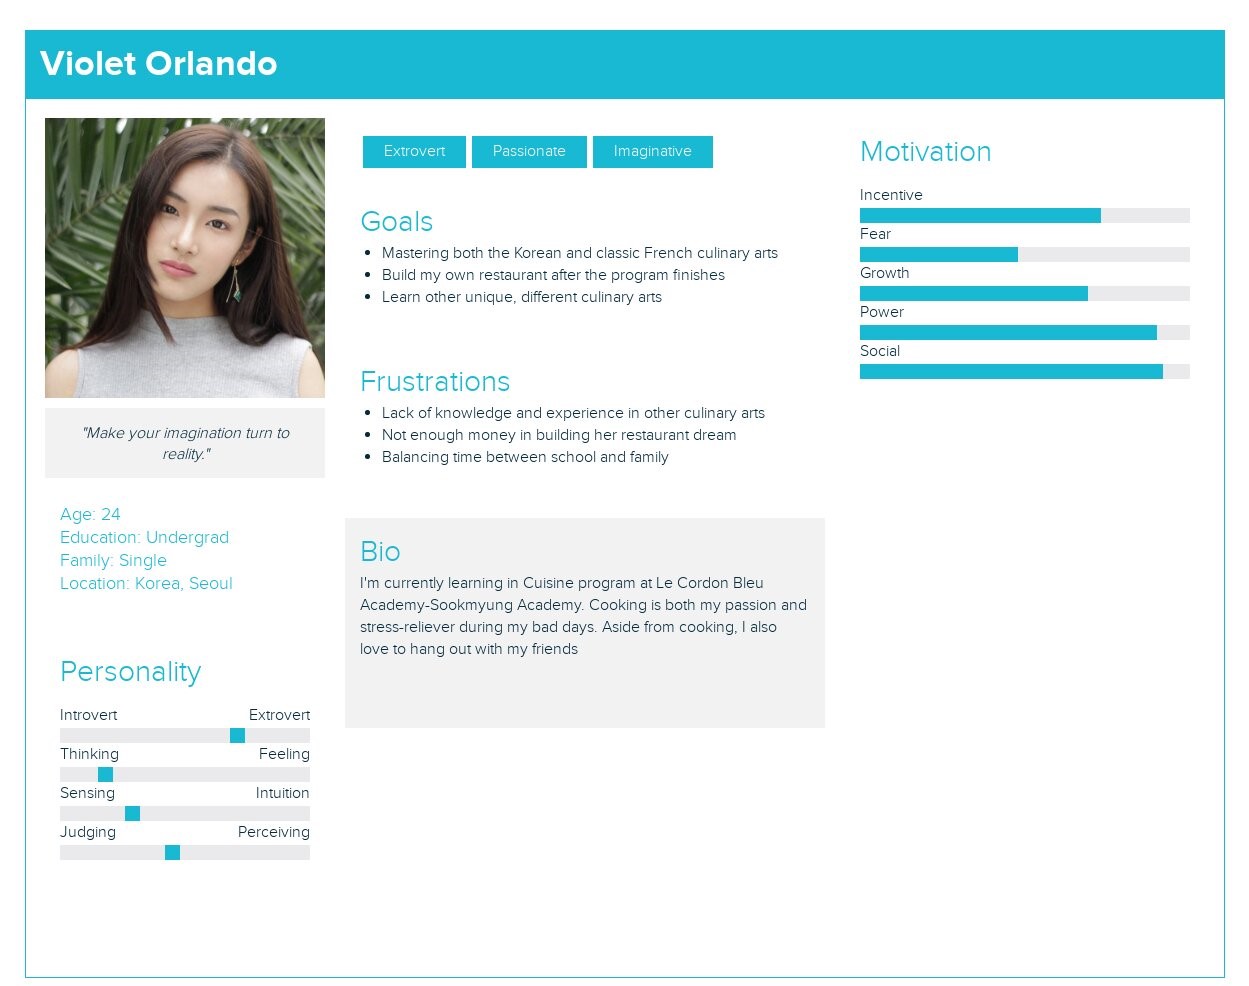 Violet Orlando
"Make your imagination turn to
reality."
Age: 24
Education: Undergrad
Family: Single
Location: Korea, Seoul
Personality
Introvert Extrovert
Thinking Feeling
Sensing Intuition
Judging Perceiving
Extrovert Passionate Imaginative
Goals
Mastering both the Korean and classic French culinary arts
Build my own restaurant after the program finishes
Learn other unique, different culinary arts
Frustrations
Lack of knowledge and experience in other culinary arts
Not enough money in building her restaurant dream
Balancing time between school and family
Bio
I'm currently learning in Cuisine program at Le Cordon Bleu
Academy-Sookmyung Academy. Cooking is both my passion and
stress-reliever during my bad days. Aside from cooking, I also
love to hang out with my friends
Motivation
Incentive
Fear
Growth
Power
Social